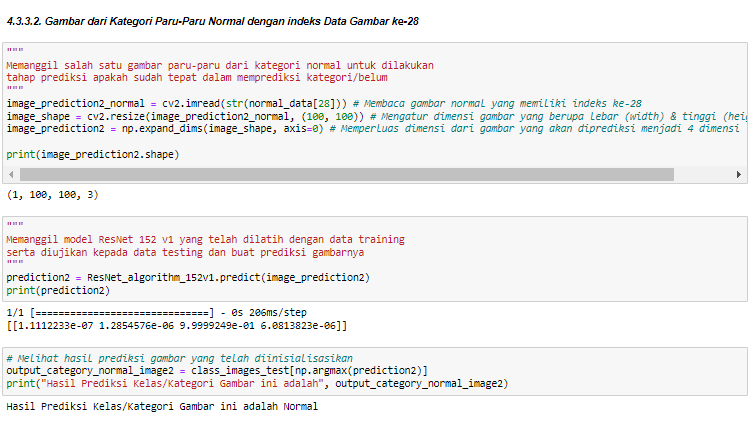 4.3.3.2. Gambar dari Kategori Paru-Paru Normal dengan indeks Data Gambar ke-28
"""
Memanggil salah satu gambar paru-paru dari kategori normal untuk dilakukan
tahap prediksi apakah sudah tepat dalam memprediksi kategori/belum
"""
image_prediction2_normal = cv2.imread(str(normal_data[28])) # Membaca gambar normal yang memiliki indeks ke-28
image_shape = cv2.resize(image_prediction2_normal, (100, 100)) # Mengatur dimensi gambar yang berupa lebar (width) & tinggi (hei
image_prediction2 = np.expand_dims(image_shape, axis=0) # Memperluas dimensi dari gambar yang akan diprediksi menjadi 4 dimensi
print(image_prediction2.shape)
(1, 100, 100, 3)
"""
Memanggil model ResNet 152 v1 yang telah dilatih dengan data training
serta diujikan kepada data testing dan buat prediksi gambarnya
"""
prediction2 = ResNet_algorithm_152v1.predict(image_prediction2)
print(prediction2)
1/1 [==============================] - 0s 206ms/step
[[1.1112233e-07 1.2854576e-06 9.9999249e-01 6.0813823e-06]]
# Melihat hasil prediksi gambar yang telah diinisialisasikan
output_category_normal_image2 = class_images_test[np.argmax(prediction2)]
print("Hasil Prediksi Kelas/Kategori Gambar ini adalah", output_category_normal_image2)
Hasil Prediksi Kelas/Kategori Gambar ini adalah Normal